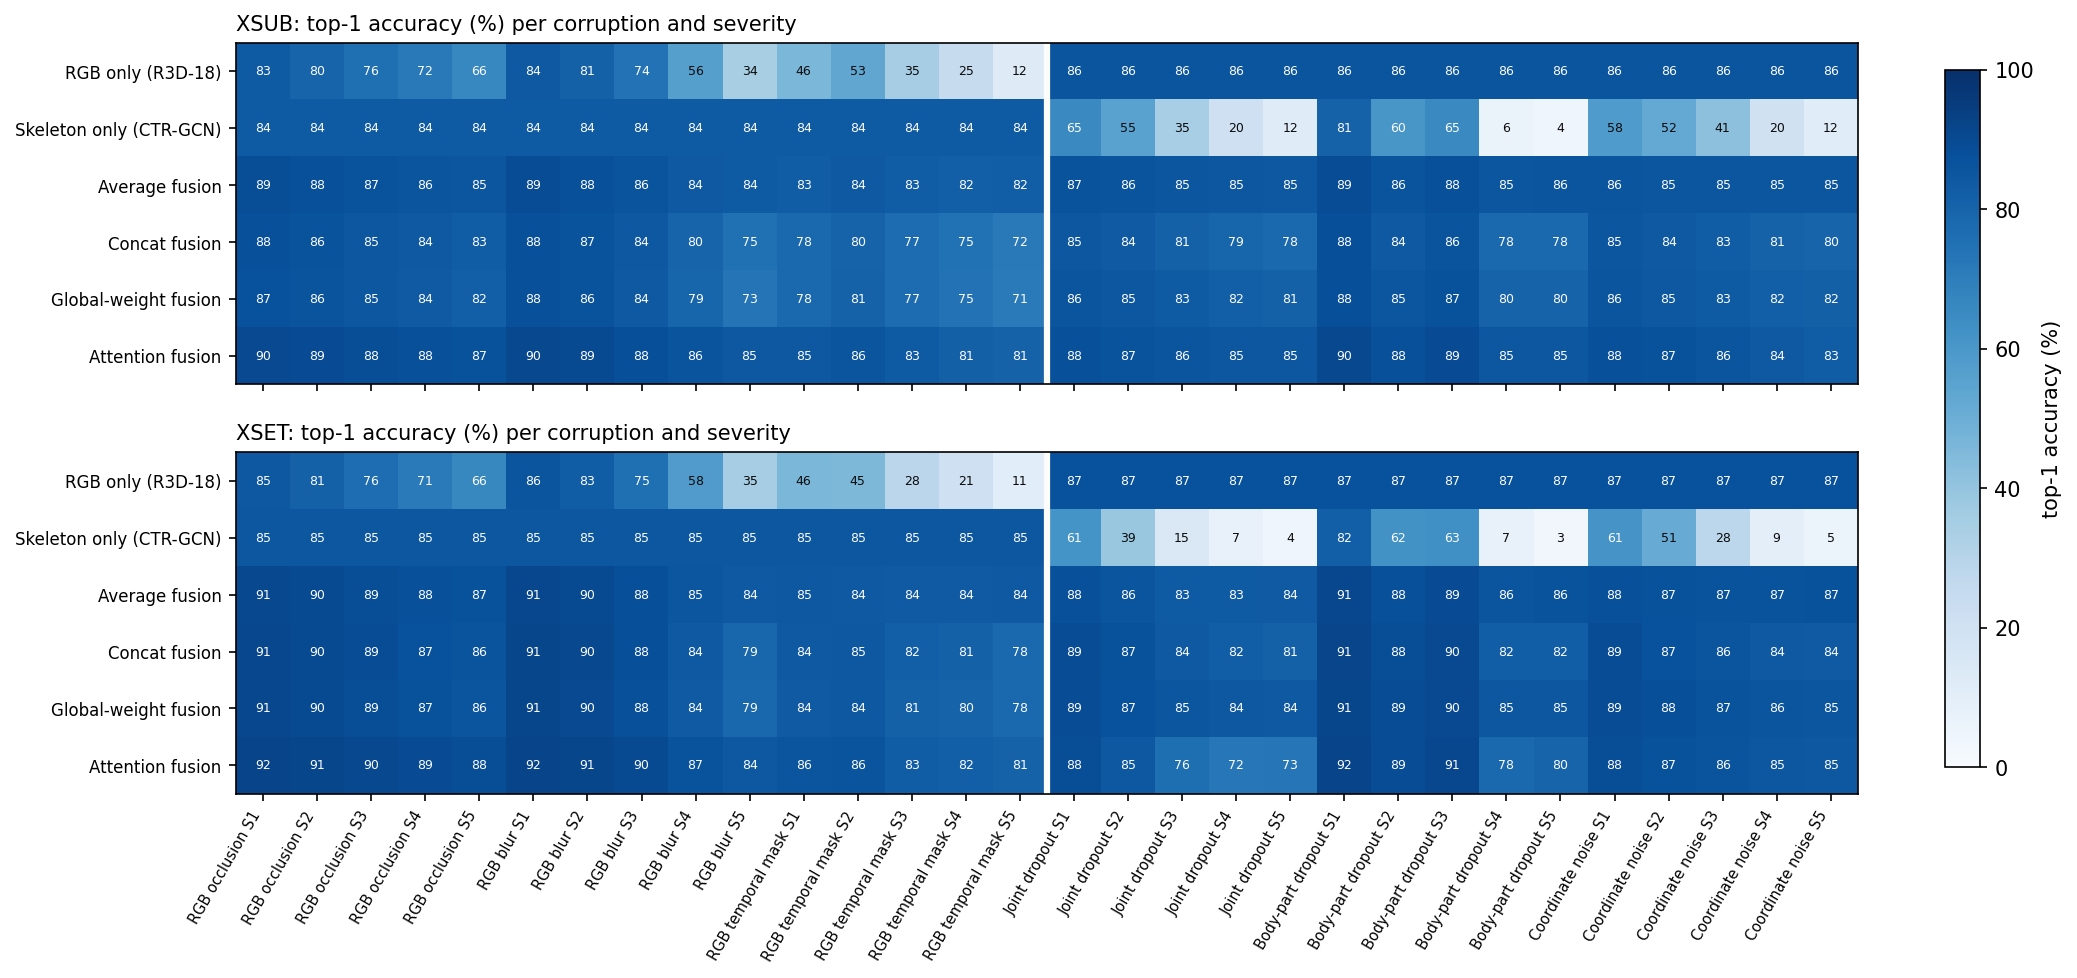 XSUB: top-1 accuracy (%) per corruption and severity
RGB only (R3D-18) 83 80 76 72 66 84 81 74 56 34 46 53 35 25 12 86 86 86 86 86 86 86 86 86 86 86 86 86 86 86
Skeleton only (CTR-GCN) 84 84 84 84 84 84 84 84 84 84 84 84 84 84 84 65 55 35 20 12 81 60 65 6 4 58 52 41 20 12
Average fusion 89 88 87 86 85 89 88 86 84 84 83 84 83 82 82 87 86 85 85 85 89 86 88 85 86 86 85 85 85 85
Concat fusion 88 86 85 84 83 88 87 84 80 75 78 80 77 75 72 85 84 81 79 78 88 84 86 78 78 85 84 83 81 80
Global-weight fusion 87 86 85 84 82 88 86 84 79 73 78 81 77 75 71 86 85 83 82 81 88 85 87 80 80 86 85 83 82 82
Attention fusion 90 89 88 88 87 90 89 88 86 85 85 86 83 81 81 88 87 86 85 85 90 88 89 85 85 88 87 86 84 83
XSET: top-1 accuracy (%) per corruption and severity
RGB only (R3D-18) 85 81 76 71 66 86 83 75 58 35 46 45 28 21 11 87 87 87 87 87 87 87 87 87 87 87 87 87 87 87
Skeleton only (CTR-GCN) 85 85 85 85 85 85 85 85 85 85 85 85 85 85 85 61 39 15 7 4 82 62 63 7 3 61 51 28 9 5
Average fusion 91 90 89 88 87 91 90 88 85 84 85 84 84 84 84 88 86 83 83 84 91 88 89 86 86 88 87 87 87 87
Concat fusion 91 90 89 87 86 91 90 88 84 79 84 85 82 81 78 89 87 84 82 81 91 88 90 82 82 89 87 86 84 84
Global-weight fusion 91 90 89 87 86 91 90 88 84 79 84 84 81 80 78 89 87 85 84 84 91 89 90 85 85 89 88 87 86 85
Attention fusion 92 91 90 89 88 92 91 90 87 84 86 86 83 82 81 88 85 76 72 73 92 89 91 78 80 88 87 86 85 85
RGB occlusion S1
RGB occlusion S2
RGB occlusion S3
RGB occlusion S4
RGB occlusion S5
RGB blur S1
RGB blur S2
RGB blur S3
RGB blur S4
RGB blur S5
RGB temporal mask S1
RGB temporal mask S2
RGB temporal mask S3
RGB temporal mask S4
RGB temporal mask S5
Joint dropout S1
Joint dropout S2
Joint dropout S3
Joint dropout S4
Joint dropout S5
Body-part dropout S1
Body-part dropout S2
Body-part dropout S3
Body-part dropout S4
Body-part dropout S5
Coordinate noise S1
Coordinate noise S2
Coordinate noise S3
Coordinate noise S4
Coordinate noise S5
100
80
60
40
20
0
top-1 accuracy (%)